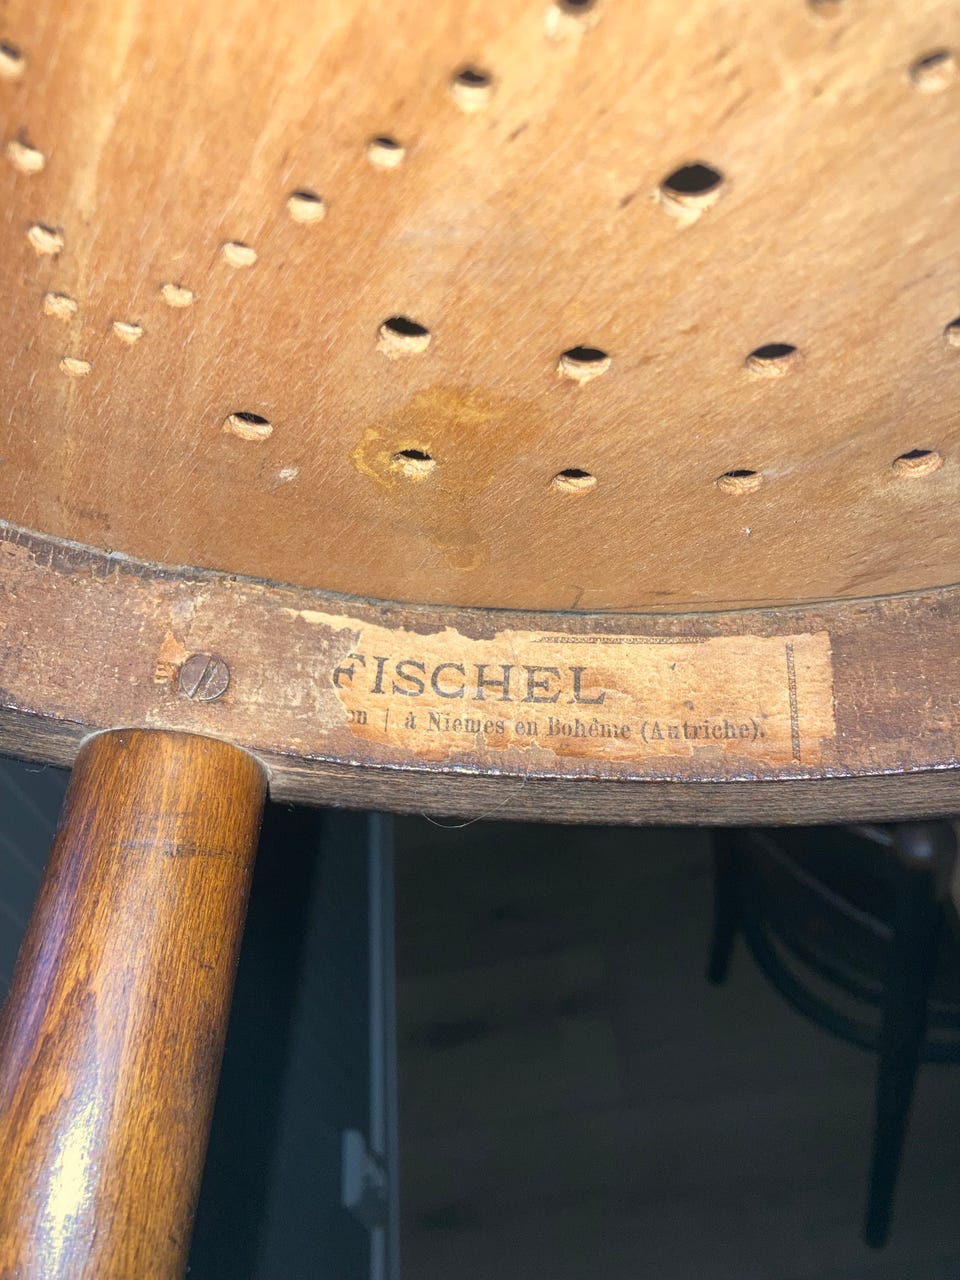 FISCHEL
on | à Niemes en Bohême (Autriche).